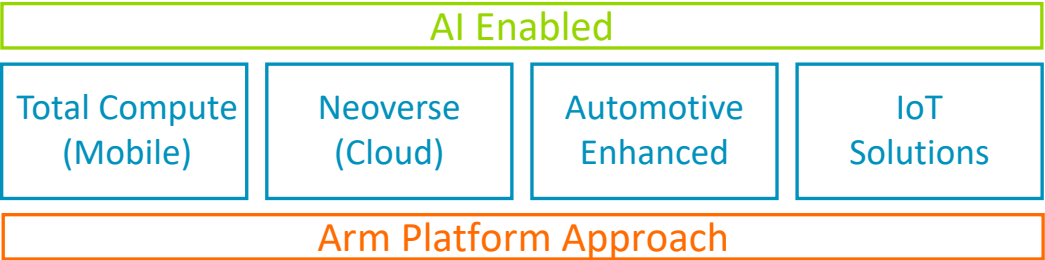 AI Enabled
Total Compute
(Mobile)
Neoverse
(Cloud)
Automotive
Enhanced
IoT
Solutions
Arm Platform Approach